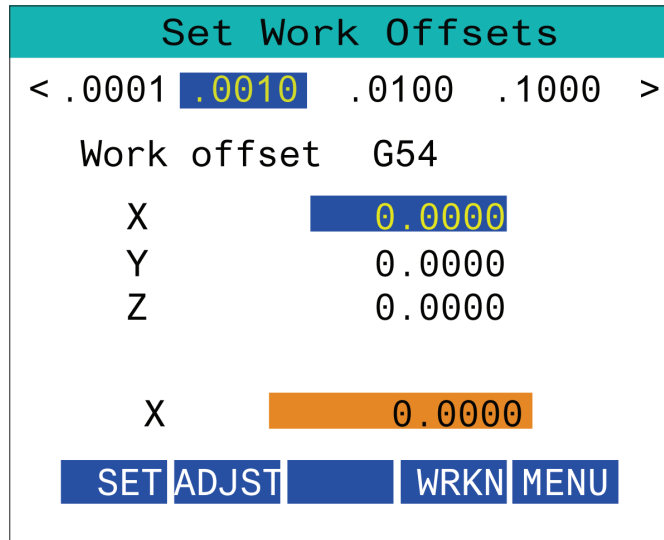 Set Work Offsets
< .0001 .0010 .0100 .1000 >
Work offset G54
X 0.0000
Y 0.0000
Z 0.0000
X 0.0000
SET ADJST WRKN MENU